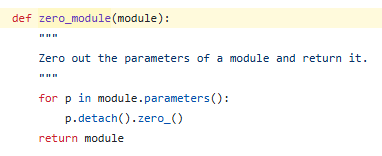 def zero_module(module):
    """
    Zero out the parameters of a module and return it.
    """
    for p in module.parameters():
        p.detach().zero_()
    return module